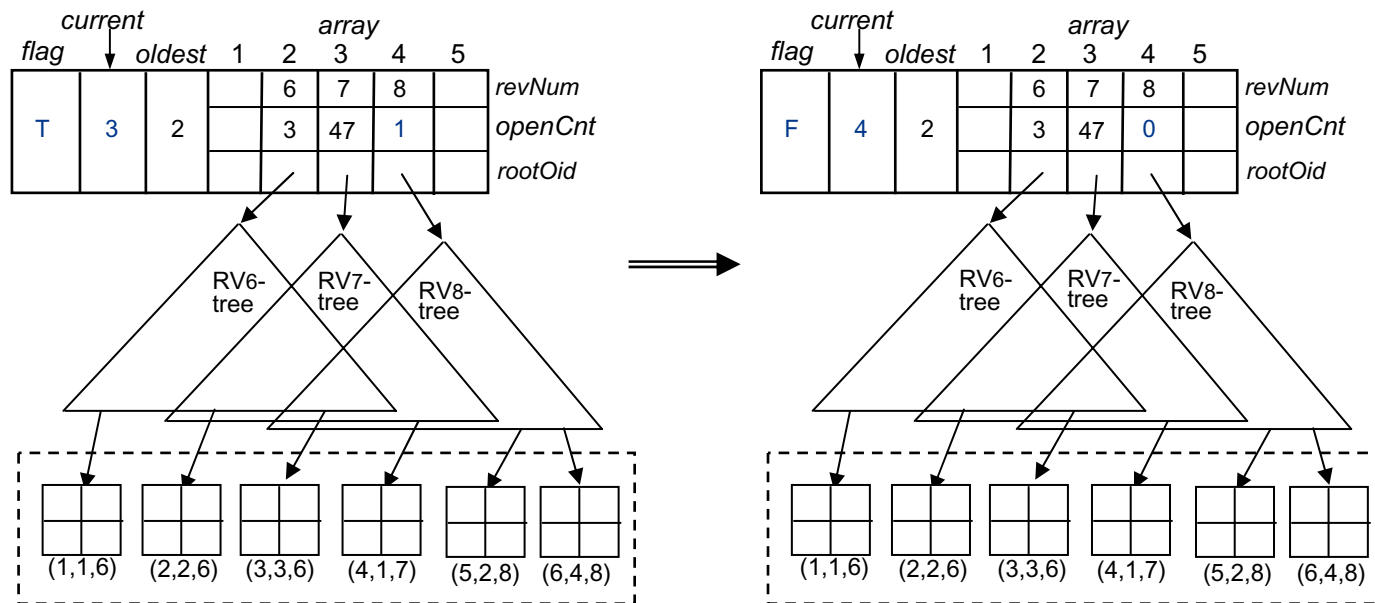 current
array
flag oldest 1 2 3 4 5
6 7 8 revNum
T 3 2 3 47 1 openCnt
rootOid
RV6-
tree
RV7-
tree
RV8-
tree
(1,1,6) (2,2,6) (3,3,6) (4,1,7) (5,2,8) (6,4,8)
current
array
flag oldest 1 2 3 4 5
6 7 8 revNum
F 4 2 3 47 0 openCnt
rootOid
RV6-
tree
RV7-
tree
RV8-
tree
(1,1,6) (2,2,6) (3,3,6) (4,1,7) (5,2,8) (6,4,8)